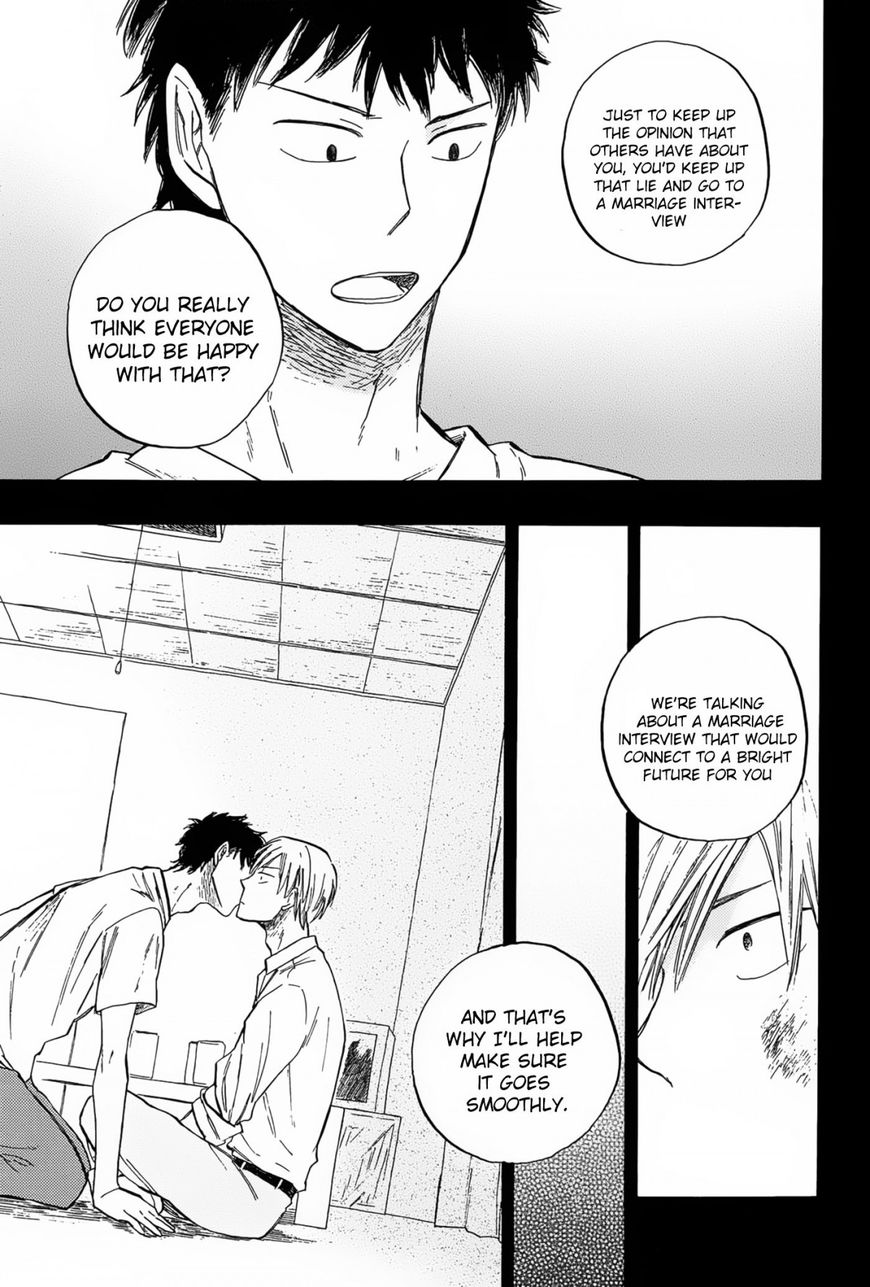 JUST TO KEEP UP
THE OPINION THAT
OTHERS HAVE ABOUT
YOU, YOU'D KEEP UP
THAT LIE AND GO TO
A MARRIAGE INTER-
VIEW
DO YOU REALLY
THINK EVERYONE
WOULD BE HAPPY
WITH THAT?
WE'RE TALKING
ABOUT A MARRIAGE
INTERVIEW THAT WOULD
CONNECT TO A BRIGHT
FUTURE FOR YOU
AND THAT'S
WHY I'LL HELP
MAKE SURE
IT GOES
SMOOTHLY.